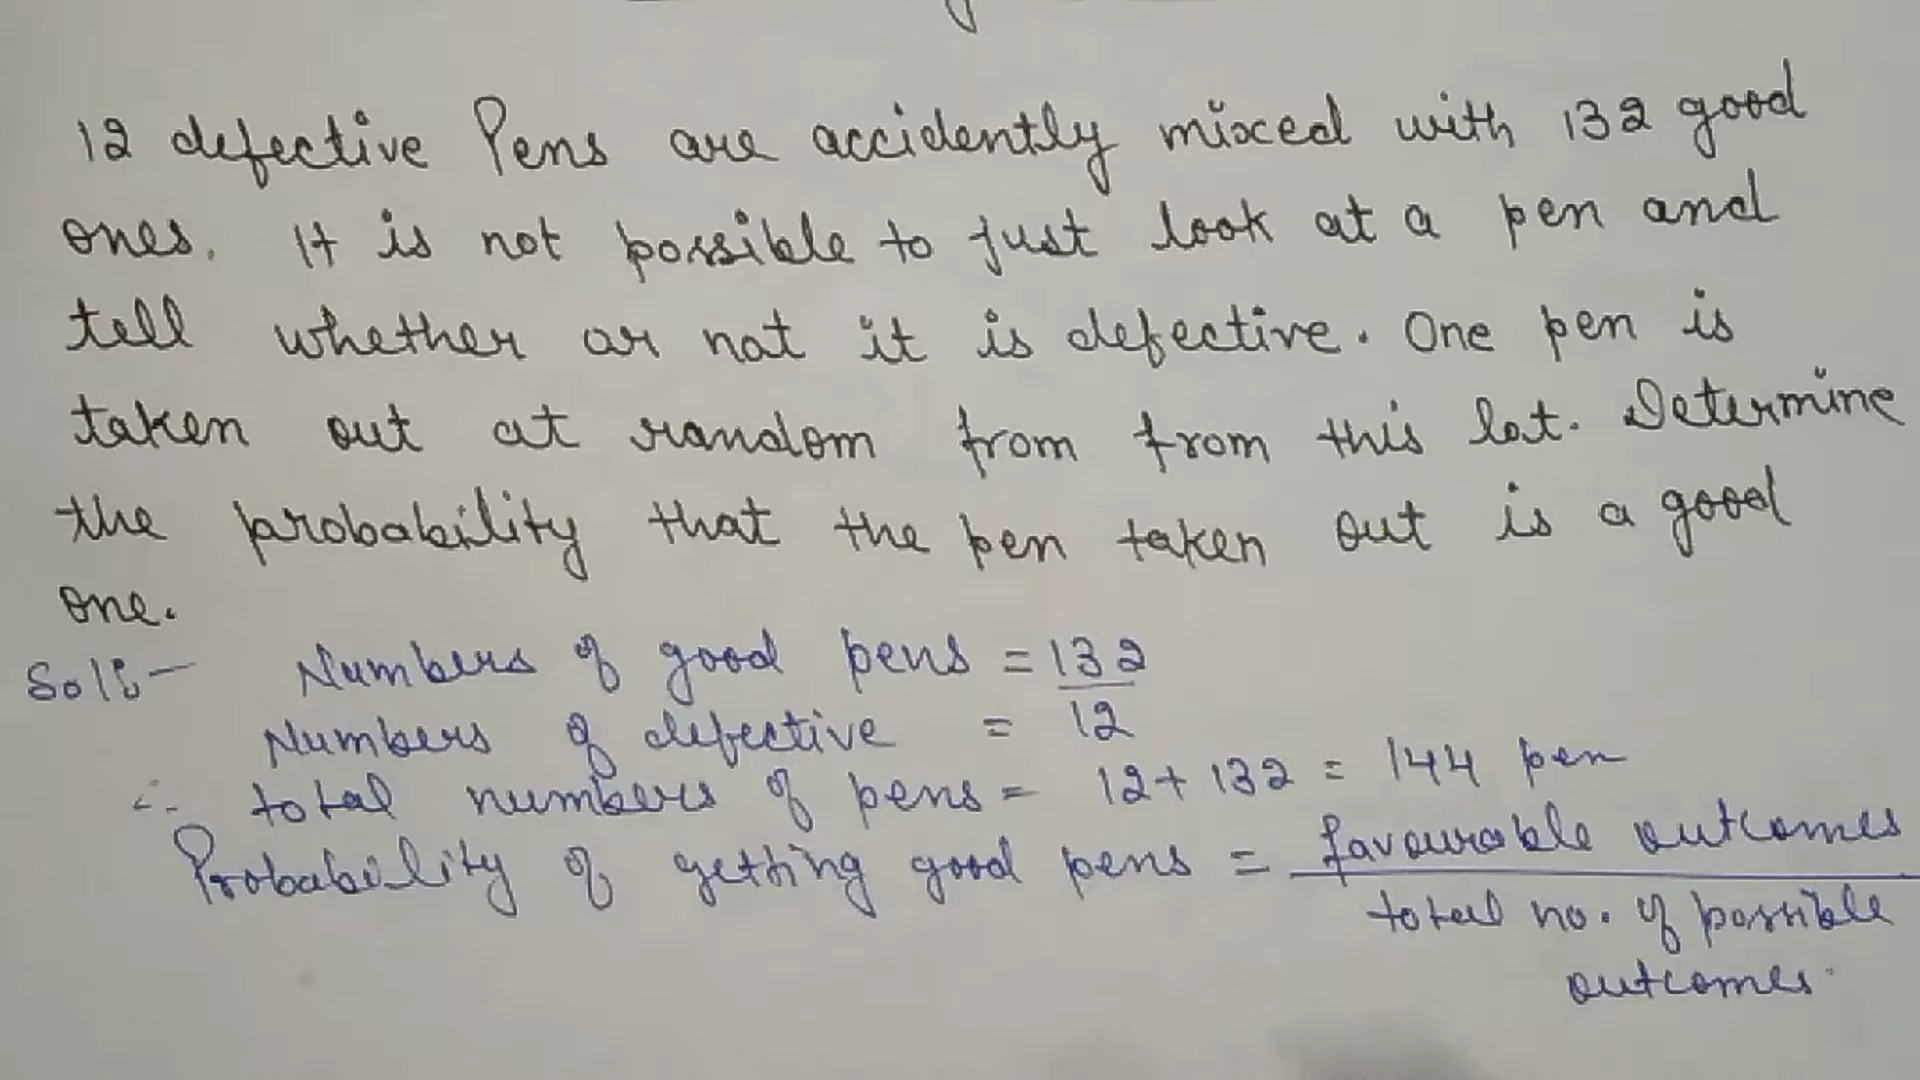 12 defective Pens are accidently mixed with 132 good
ones. It is not possible to just look at a pen and
tell whether or not it is defective. One pen is
taken out at random from from this lot. Determine
the probability that the pen taken out is a good
one.
Sol:- Numbers of good pens = 132
Numbers of defective = 12
∴ total numbers of pens = 12+132 = 144 pen
Probability of getting good pens = favourable outcomes
total no. of possible
outcomes.